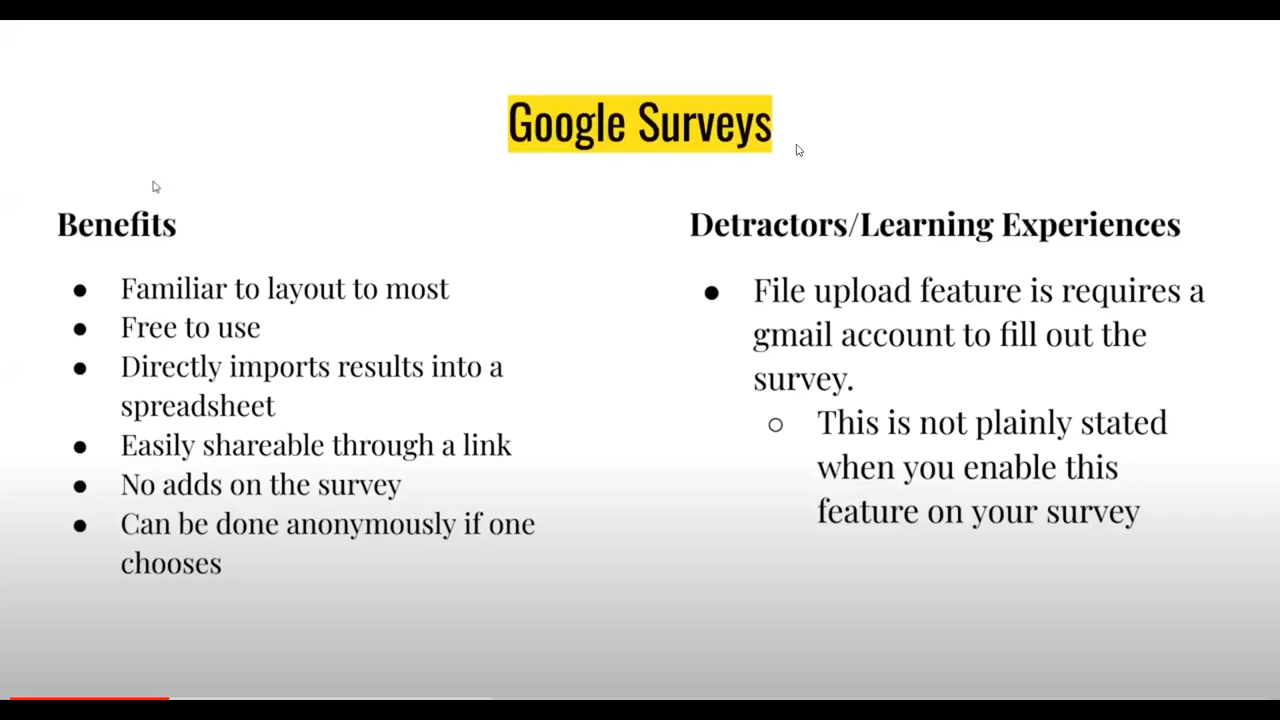 Google Surveys
Benefits
● Familiar to layout to most
● Free to use
● Directly imports results into a
spreadsheet
● Easily shareable through a link
● No adds on the survey
● Can be done anonymously if one
chooses
Detractors/Learning Experiences
● File upload feature is requires a
gmail account to fill out the
survey.
○ This is not plainly stated
when you enable this
feature on your survey